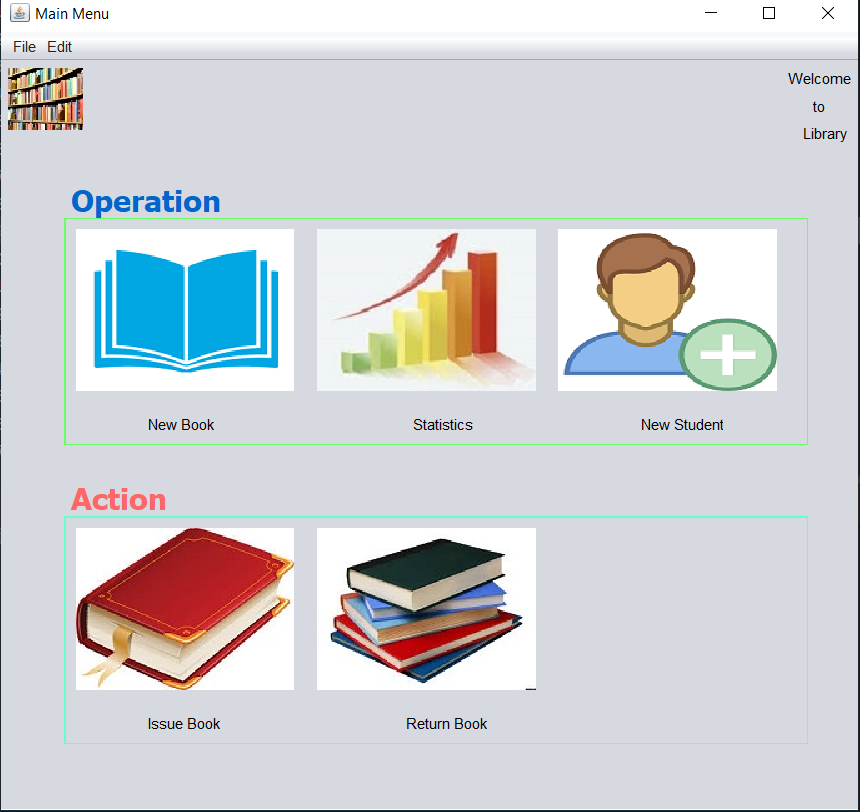 Main Menu
File Edit
Welcome
to
Library
Operation
New Book Statistics New Student
Action
Issue Book Return Book